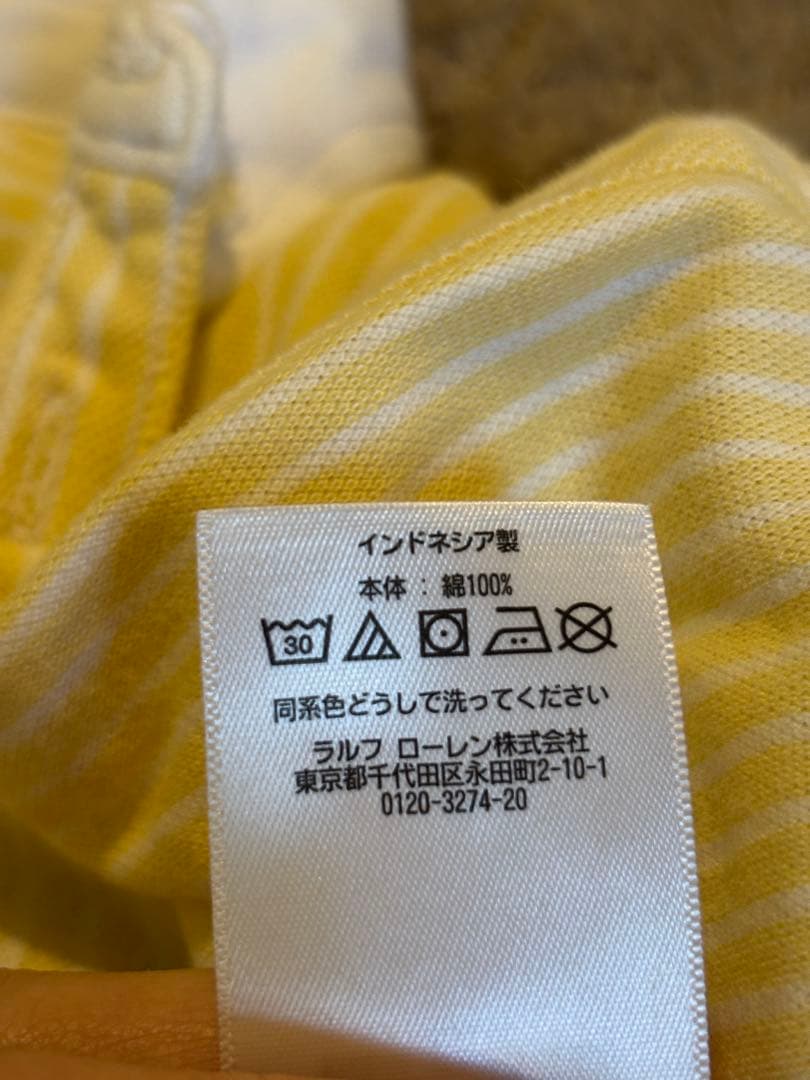 インドネシア製
本体 : 綿100%
30
同系色どうしで洗ってください
ラルフ ローレン株式会社
東京都千代田区永田町2-10-1
0120-3274-20